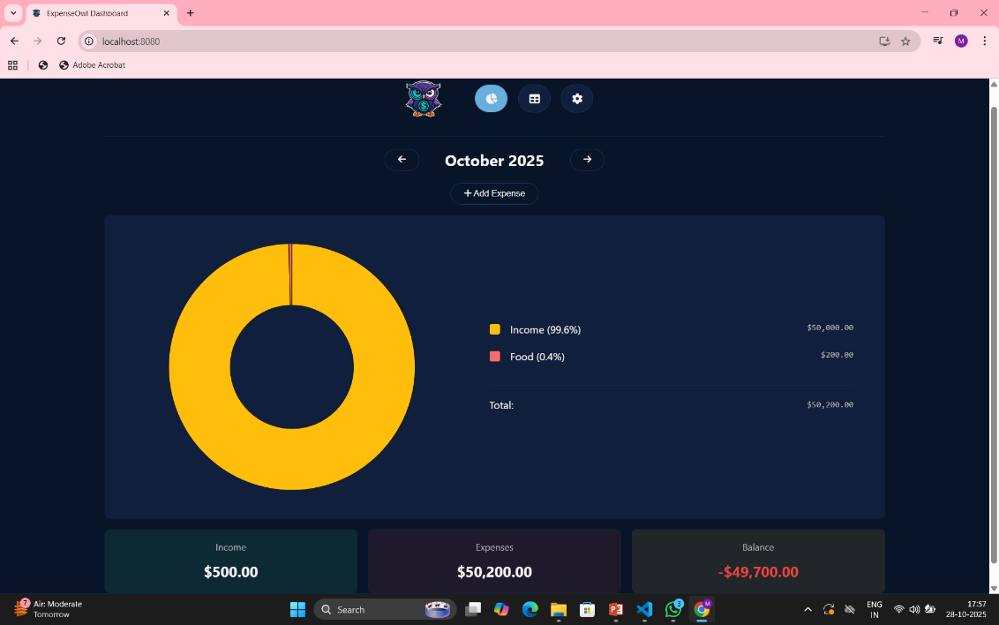 ExpenseOwl Dashboard
localhost:8080
M
Adobe Acrobat
$
October 2025
+ Add Expense
Income (99.6%) $50,000.00
Food (0.4%) $200.00
Total: $50,200.00
Income
$500.00
Expenses
$50,200.00
Balance
-$49,700.00
7
Air: Moderate
Tomorrow
Search
P
3
M
ENG
IN
17:57
28-10-2025